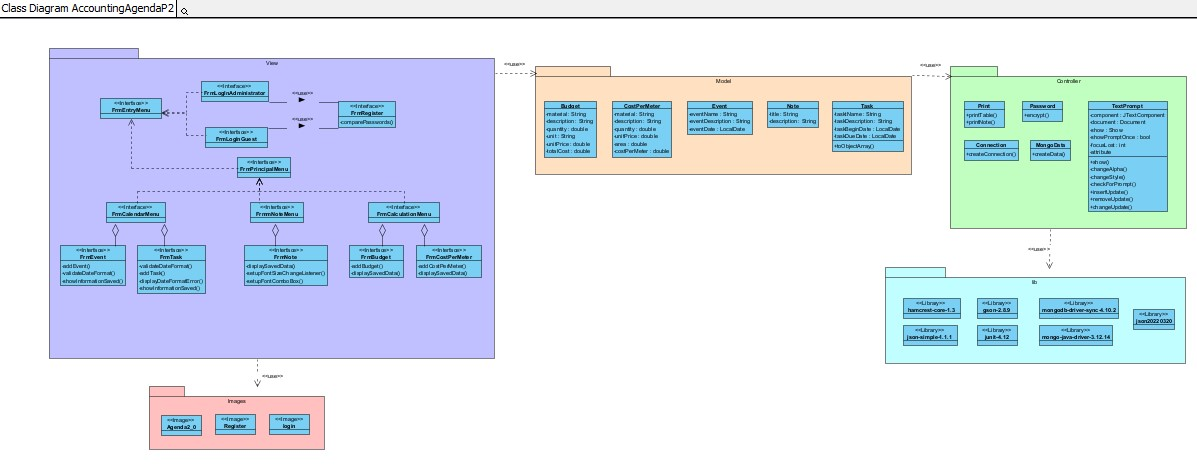 Class Diagram AccountingAgendaP2
View
<<Interface>>
FrmEntryMenu
<<Interface>>
FrmLoginAdministrator
<<Interface>>
FrmLoginGuest
<<use>>
<<use>>
<<Interface>>
FrmRegister
+comparePasswords()
<<Interface>>
FrmPrincipalMenu
<<Interface>>
FrmCalendarMenu
<<Interface>>
FrmmNoteMenu
<<Interface>>
FrmCalculationMenu
<<Interface>>
FrmEvent
-addEvent()
-validateDateFormat()
-showInformationSaved()
<<Interface>>
FrmTask
-validateDateFormat()
-addTask()
-displayDateFormatError()
-showInformationSaved()
<<Interface>>
FrmNote
-displaySavedData()
-setupFontSizeChangeListener()
-setupFontComboBox()
<<Interface>>
FrmBudget
-addBudget()
-displaySavedData()
<<Interface>>
FrmCostPerMeter
-addCostPerMeter()
-displaySavedData()
<<use>>
Model
Budget
-material : String
-description : String
-quantity : double
-unit : String
-unitPrice : double
-totalCost : double
CostPerMeter
-material : String
-description : String
-quantity : double
-unitPrice : double
-area : double
-costPerMeter : double
Event
-eventName : String
-eventDescription : String
-eventDate : LocalDate
Note
-title : String
-description : String
Task
-taskName : String
-taskDescription : String
-taskBeginDate : LocalDate
-taskDueDate : LocalDate
+toObjectArray()
<<use>>
Controller
Print
+printTable()
+printNote()
Password
+encrypt()
Connection
+createConnection()
MongoData
+createData()
TextPrompt
-component : JTextComponent
-document : Document
-show : Show
-showPromptOnce : bool
-focusLost : int
-attribute
+show()
+changeAlpha()
+changeStyle()
-checkForPrompt()
+insertUpdate()
+removeUpdate()
+changeUpdate()
<<use>>
lib
<<Library>>
hamcrest-core-1.3
<<Library>>
gson-2.8.9
<<Library>>
mongodb-driver-sync-4.10.2
<<Library>>
json20220320
<<Library>>
json-simple-1.1.1
<<Library>>
junit-4.12
<<Library>>
mongo-java-driver-3.12.14
<<use>>
Images
<<Image>>
Agenda2_0
<<Image>>
Register
<<Image>>
login